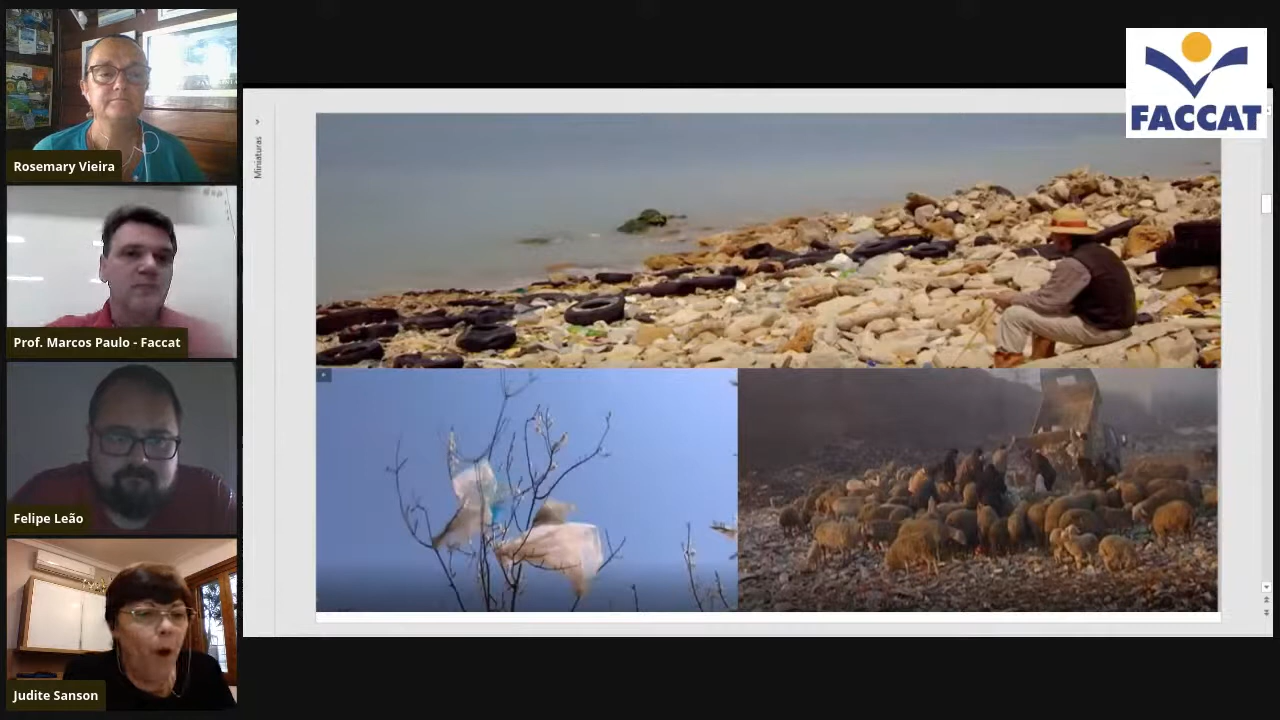 Rosemary Vieira
Prof. Marcos Paulo - Faccat
Felipe Leão
Judite Sanson
Miniaturas
FACCAT